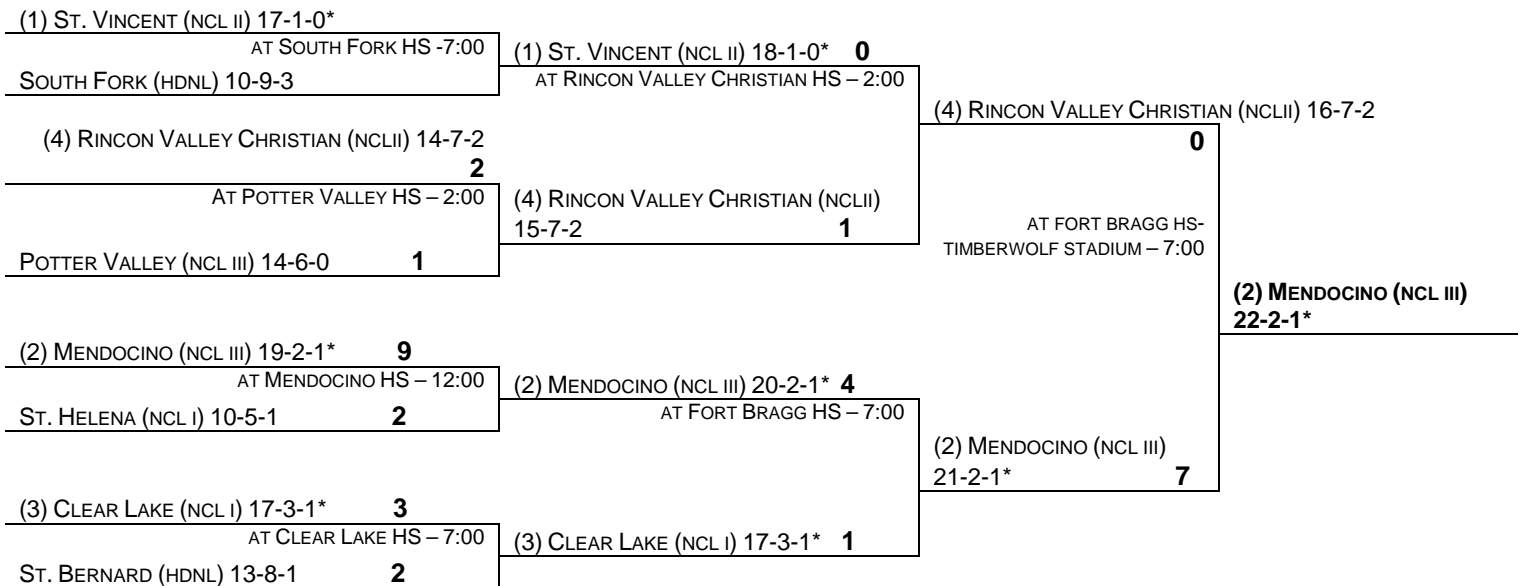 (1) ST. VINCENT (NCL II) 17-1-0*
AT SOUTH FORK HS -7:00
SOUTH FORK (HDNL) 10-9-3
(1) ST. VINCENT (NCL II) 18-1-0* 0
AT RINCON VALLEY CHRISTIAN HS – 2:00
(4) RINCON VALLEY CHRISTIAN (NCLII) 14-7-2
2
AT POTTER VALLEY HS – 2:00
POTTER VALLEY (NCL III) 14-6-0 1
(4) RINCON VALLEY CHRISTIAN (NCLII)
15-7-2 1
(4) RINCON VALLEY CHRISTIAN (NCLII) 16-7-2
0
AT FORT BRAGG HS-
TIMBERWOLF STADIUM – 7:00
(2) MENDOCINO (NCL III)
22-2-1*
(2) MENDOCINO (NCL III) 19-2-1* 9
AT MENDOCINO HS – 12:00
ST. HELENA (NCL I) 10-5-1 2
(2) MENDOCINO (NCL III) 20-2-1* 4
AT FORT BRAGG HS – 7:00
(2) MENDOCINO (NCL III)
21-2-1* 7
(3) CLEAR LAKE (NCL I) 17-3-1* 3
AT CLEAR LAKE HS – 7:00
ST. BERNARD (HDNL) 13-8-1 2
(3) CLEAR LAKE (NCL I) 17-3-1* 1